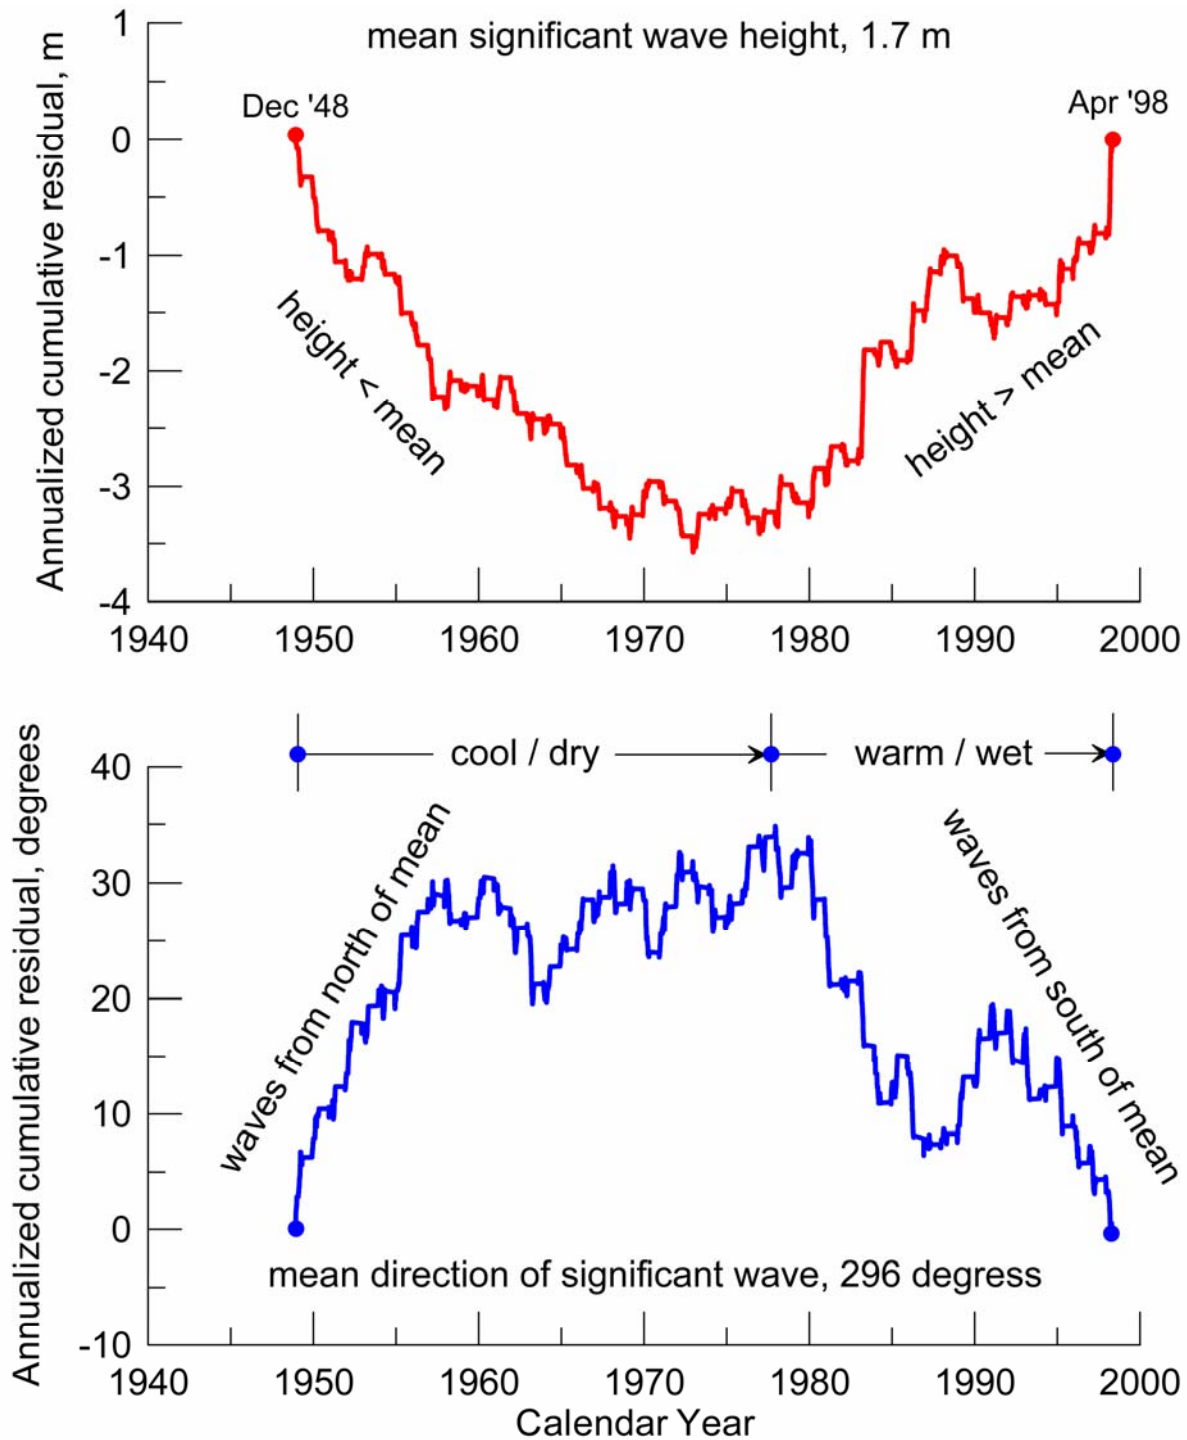 mean significant wave height, 1.7 m
Annualized cumulative residual, m
1
0
-1
-2
-3
-4
Dec '48
Apr '98
height < mean
height > mean
1940 1950 1960 1970 1980 1990 2000
Annualized cumulative residual, degrees
40
30
20
10
0
-10
cool / dry
warm / wet
waves from north of mean
waves from south of mean
mean direction of significant wave, 296 degress
1940 1950 1960 1970 1980 1990 2000
Calendar Year